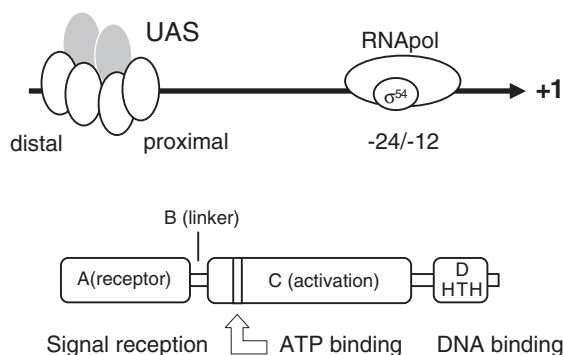 UAS
RNApol
σ54
+1
distal
proximal
-24/-12
B (linker)
A(receptor)
C (activation)
D
HTH
Signal reception
ATP binding
DNA binding